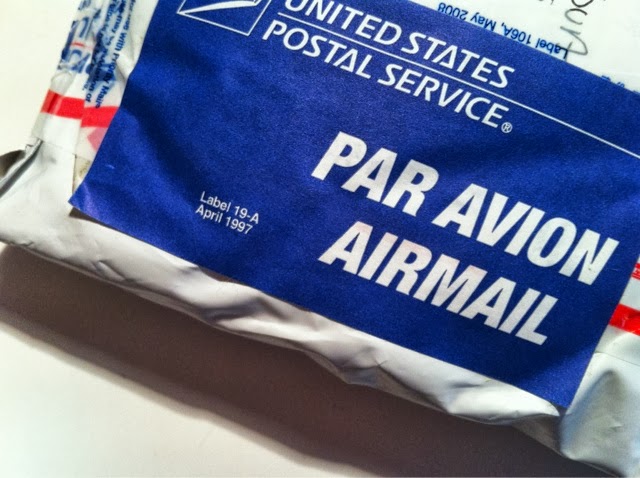 UNITED STATES
POSTAL SERVICE®
PAR AVION
AIRMAIL
Label 19-A
April 1997
Label 106A, May 2008